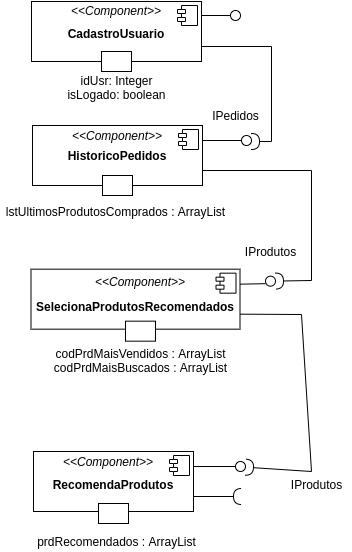 <<Component>>
CadastroUsuario
idUsr: Integer
isLogado: boolean
IPedidos
<<Component>>
HistoricoPedidos
lstUltimosProdutosComprados : ArrayList
IProdutos
<<Component>>
SelecionaProdutosRecomendados
codPrdMaisVendidos : ArrayList
codPrdMaisBuscados : ArrayList
<<Component>>
RecomendaProdutos
IProdutos
prdRecomendados : ArrayList